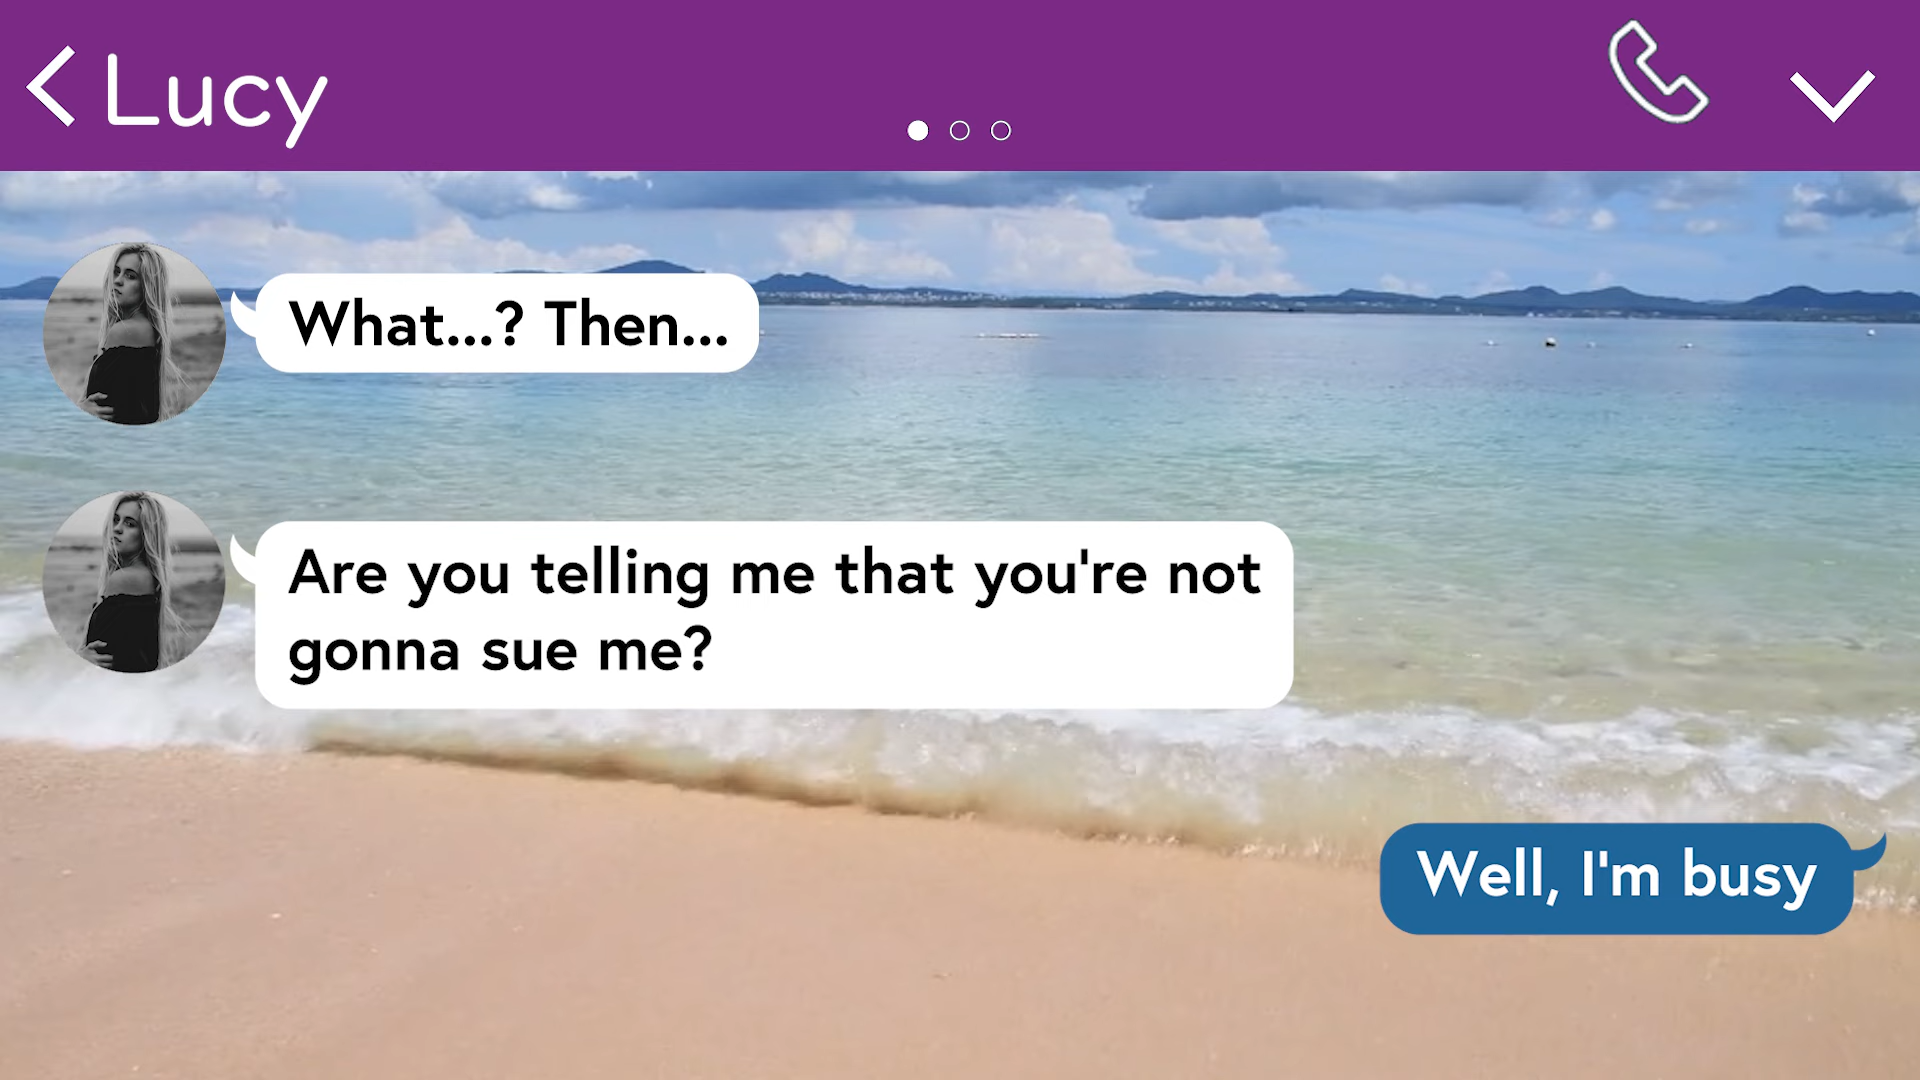 Lucy
What...? Then...
Are you telling me that you're not
gonna sue me?
Well, I'm busy